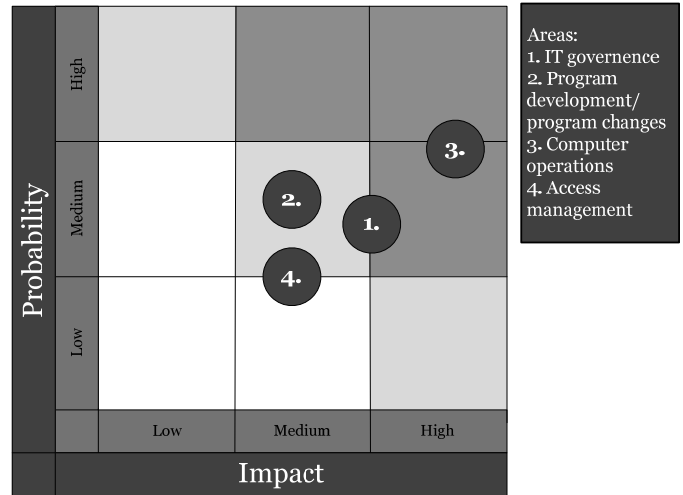 Probability
High
Medium
Low
3.
2.
1.
4.
Low
Medium
High
Impact
Areas:
1. IT governence
2. Program
development/
program changes
3. Computer
operations
4. Access
management